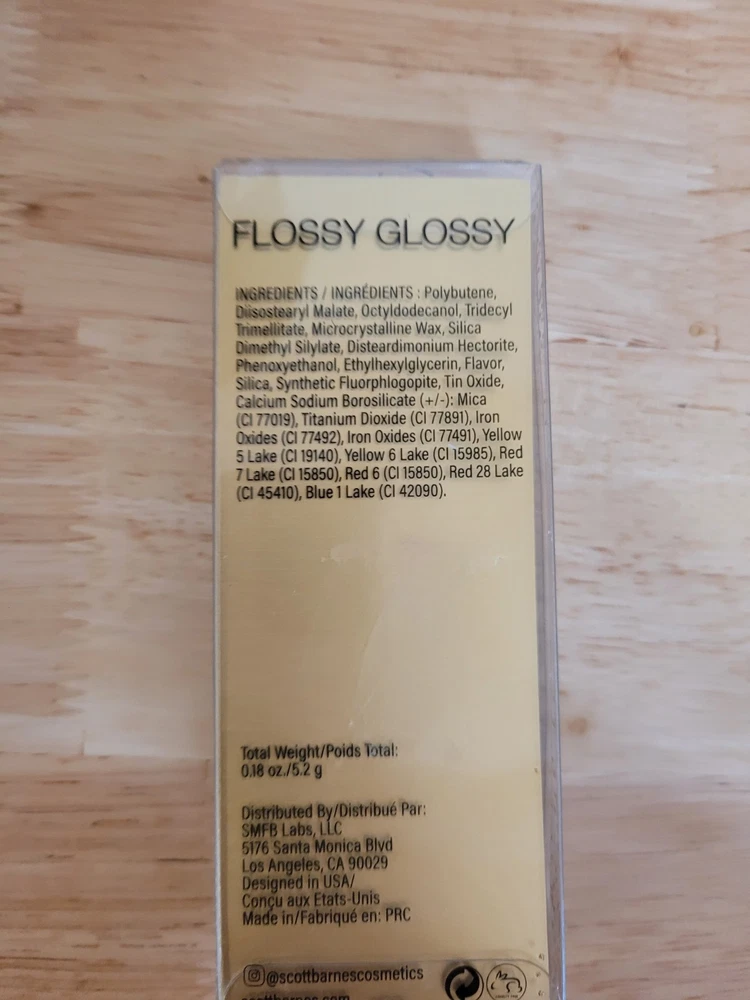 FLOSSY GLOSSY
INGREDIENTS / INGRÉDIENTS : Polybutene,
Diisostearyl Malate, Octyldodecanol, Tridecyl
Trimellitate, Microcrystalline Wax, Silica
Dimethyl Silylate, Disteardimonium Hectorite,
Phenoxyethanol, Ethylhexylglycerin, Flavor,
Silica, Synthetic Fluorphlogopite, Tin Oxide,
Calcium Sodium Borosilicate (+/-): Mica
(CI 77019), Titanium Dioxide (CI 77891), Iron
Oxides (CI 77492), Iron Oxides (CI 77491), Yellow
5 Lake (CI 19140), Yellow 6 Lake (CI 15985), Red
7 Lake (CI 15850), Red 6 (CI 15850), Red 28 Lake
(CI 45410), Blue 1 Lake (CI 42090).
Total Weight/Poids Total:
0.18 oz./5.2 g
Distributed By/Distribué Par:
SMFB Labs, LLC
5176 Santa Monica Blvd
Los Angeles, CA 90029
Designed in USA/
Conçu aux Etats-Unis
Made in/Fabriqué en: PRC
@scottbarnescosmetics
scottbarnes.com